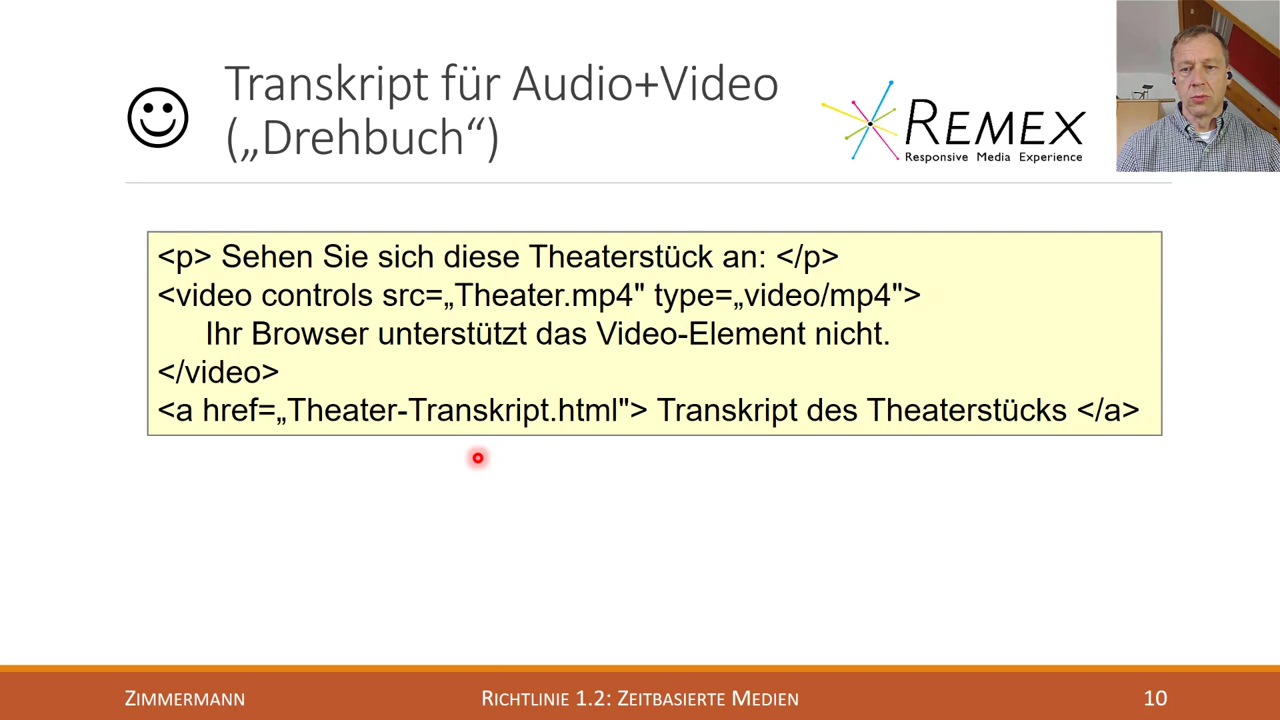 Transkript für Audio+Video
(„Drehbuch“)
REMEX
Responsive Media Experience
<p> Sehen Sie sich diese Theaterstück an: </p>
<video controls src=„Theater.mp4" type=„video/mp4">
Ihr Browser unterstützt das Video-Element nicht.
</video>
<a href=„Theater-Transkript.html"> Transkript des Theaterstücks </a>
ZIMMERMANN
RICHTLINIE 1.2: ZEITBASIERTE MEDIEN
10